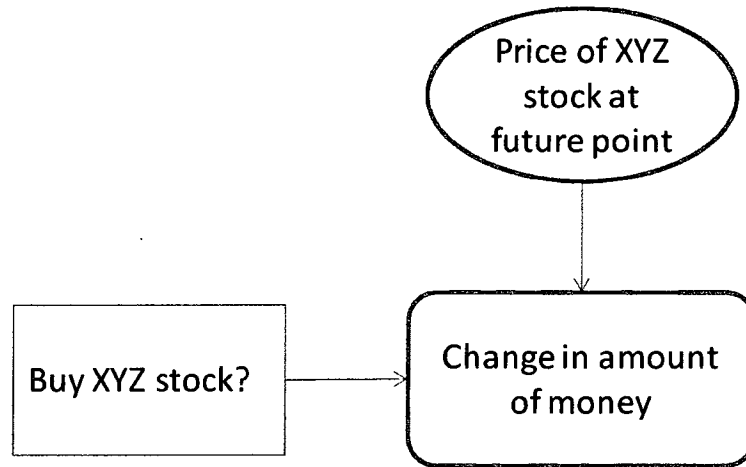 Price of XYZ
stock at
future point
Buy XYZ stock?
Change in amount
of money